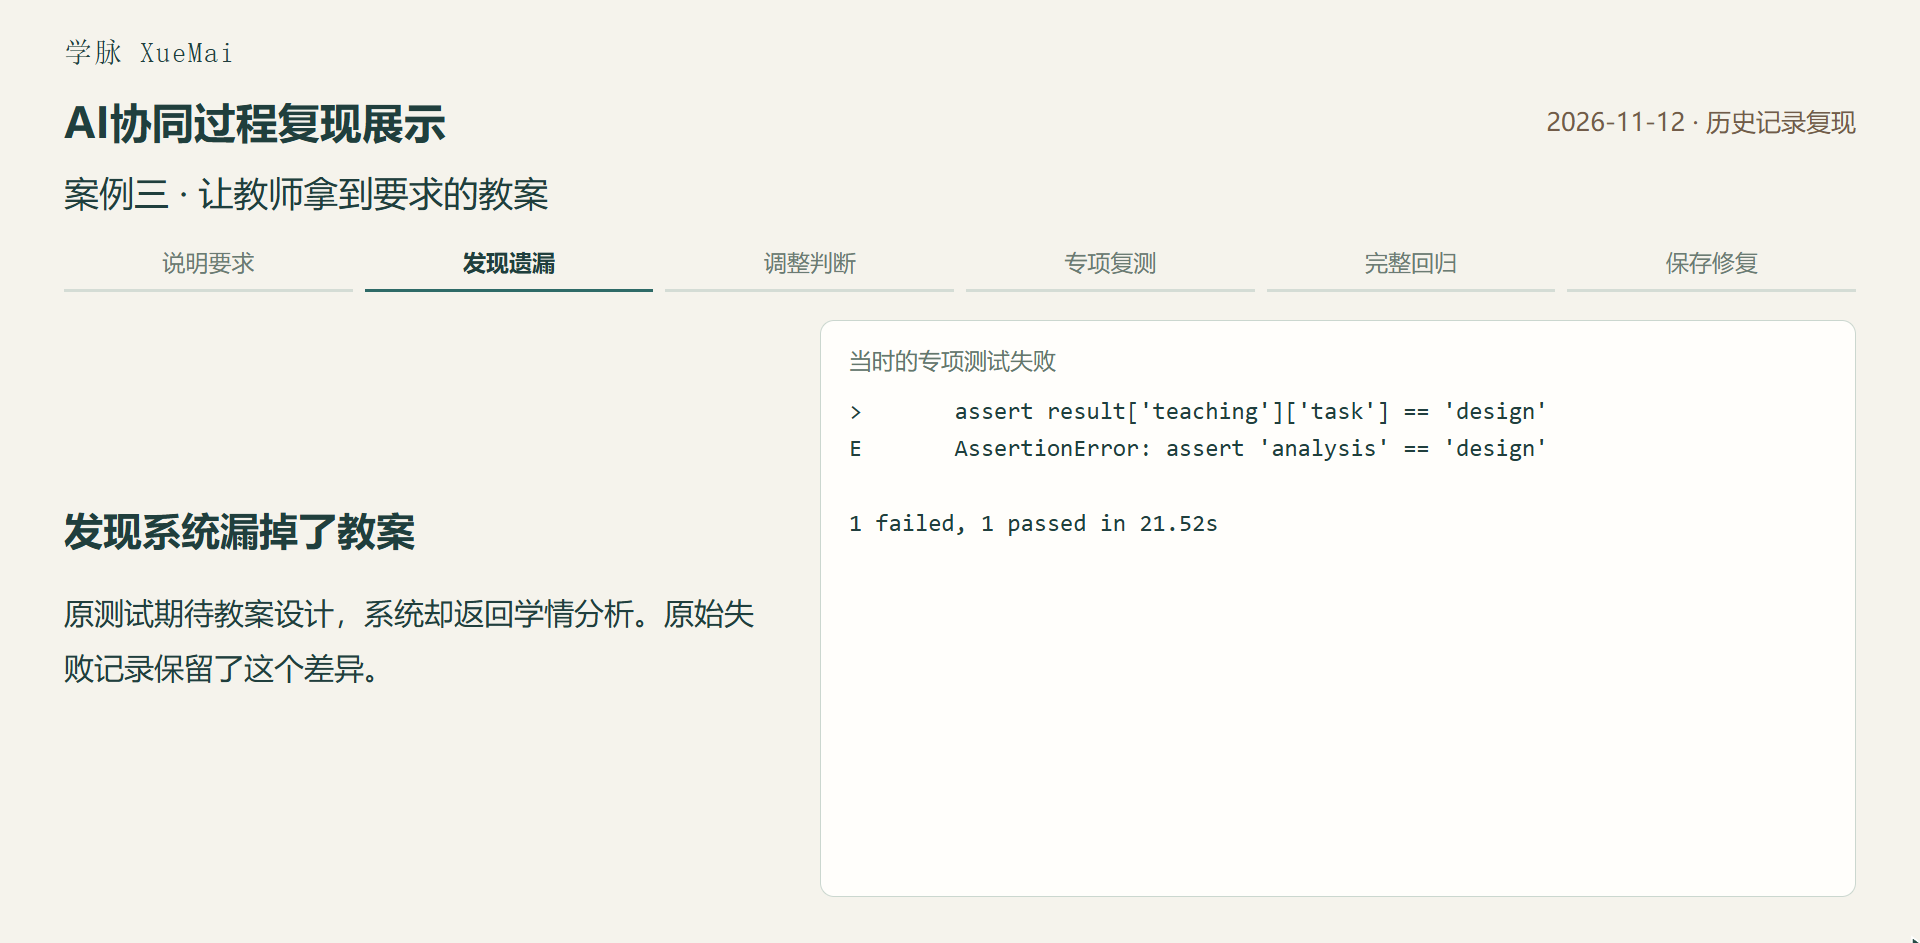 学脉 XueMai
AI协同过程复现展示
2026-11-12 · 历史记录复现
案例三 · 让教师拿到要求的教案
说明要求
发现遗漏
调整判断
专项复测
完整回归
保存修复
发现系统漏掉了教案
原测试期待教案设计，系统却返回学情分析。原始失
败记录保留了这个差异。
当时的专项测试失败
>       assert result['teaching']['task'] == 'design'
E       AssertionError: assert 'analysis' == 'design'
1 failed, 1 passed in 21.52s